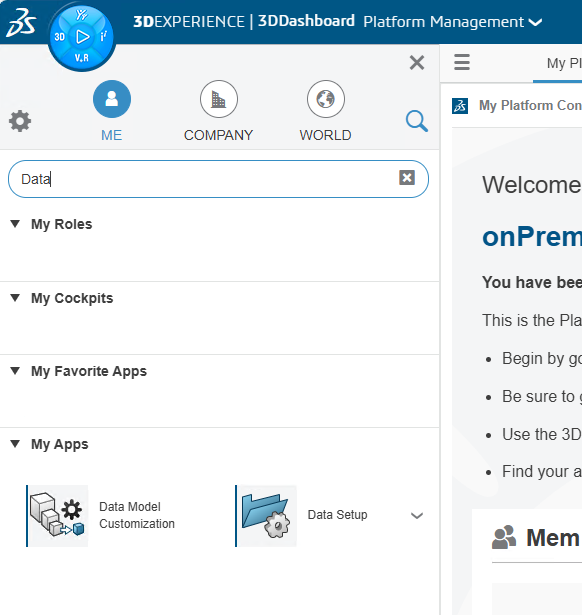 3DEXPERIENCE | 3DDashboard Platform Management
3D
V.R
ME
COMPANY
WORLD
My Pl
My Platform Con
Data
My Roles
My Cockpits
My Favorite Apps
My Apps
Data Model
Customization
Data Setup
Welcome
onPrem
You have bee
This is the Pla
Begin by go
Be sure to g
Use the 3D
Find your a
Mem